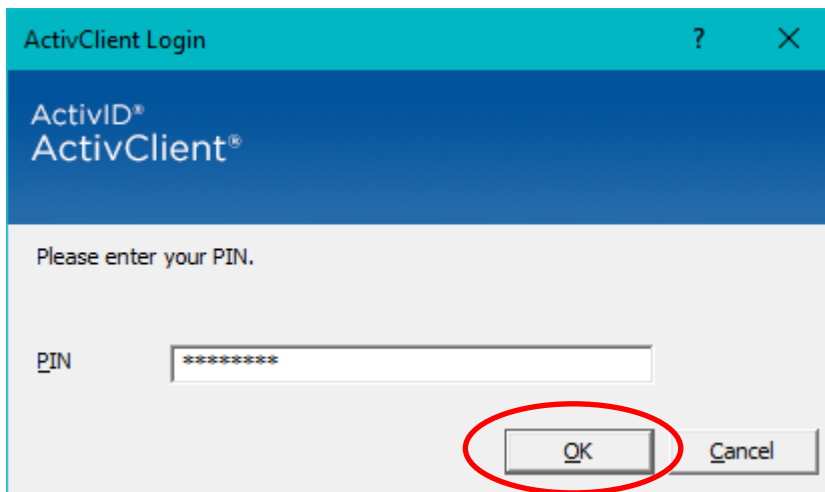 ActivClient Login ? X
ActivID®
ActivClient®
Please enter your PIN.
PIN ********
OK Cancel